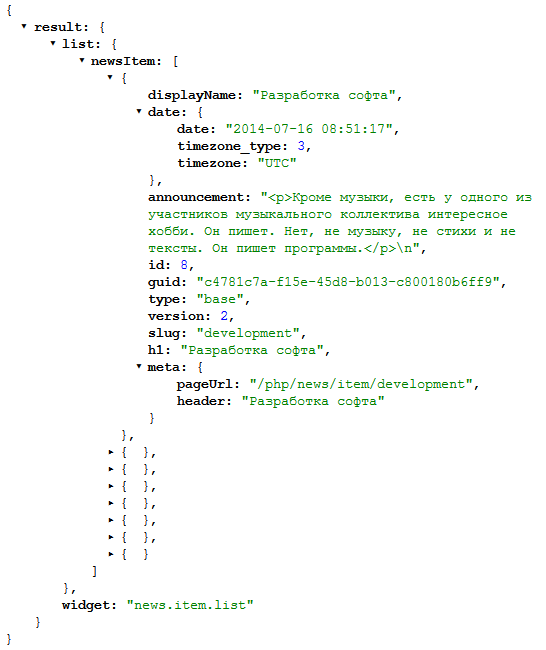 {
result: {
list: {
newsItem: [
{
displayName: "Разработка софта",
date: {
date: "2014-07-16 08:51:17",
timezone_type: 3,
timezone: "UTC"
},
announcement: "<p>Кроме музыки, есть у одного из
участников музыкального коллектива интересное
хобби. Он пишет. Нет, не музыку, не стихи и не
тексты. Он пишет программы.</p>\n",
id: 8,
guid: "c4781c7a-f15e-45d8-b013-c800180b6ff9",
type: "base",
version: 2,
slug: "development",
h1: "Разработка софта",
meta: {
pageUrl: "/php/news/item/development",
header: "Разработка софта"
}
},
{ },
{ },
{ },
{ },
{ },
{ },
{ }
]
},
widget: "news.item.list"
}
}